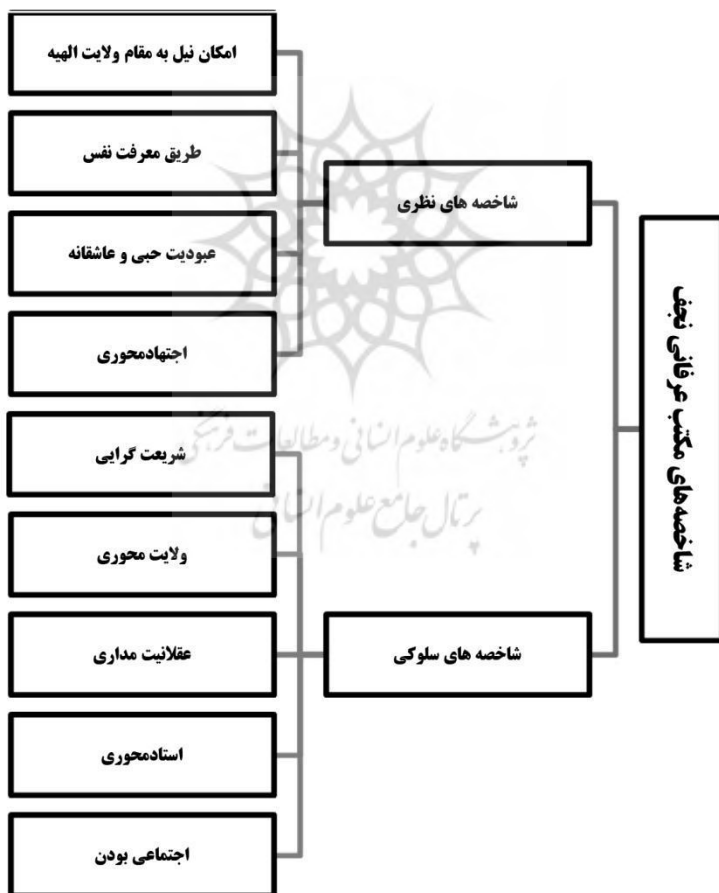 شاخصه‌های مکتب عرفانی نجف
شاخصه های نظری
امکان نیل به مقام ولایت الهیه
طریق معرفت نفس
عبودیت حبی و عاشقانه
اجتهادمحوری
شاخصه های سلوکی
شریعت گرایی
ولایت محوری
عقلانیت مداری
استادمحوری
اجتماعی بودن
پژوهشگاه علوم انسانی و مطالعات فرهنگی
پرتال جامع علوم انسانی